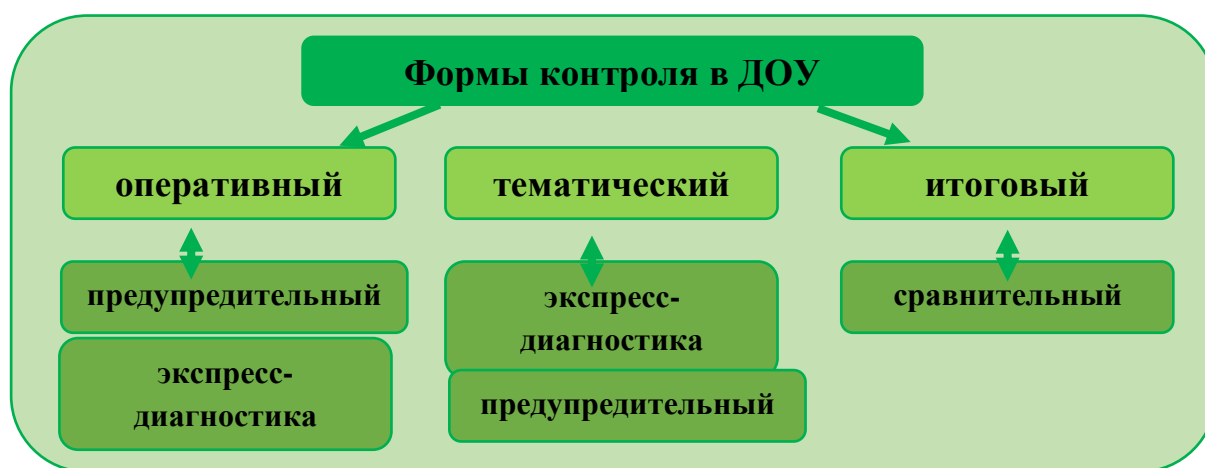 Формы контроля в ДОУ
оперативный
тематический
итоговый
предупредительный
экспресс-
диагностика
экспресс-
диагностика
предупредительный
сравнительный